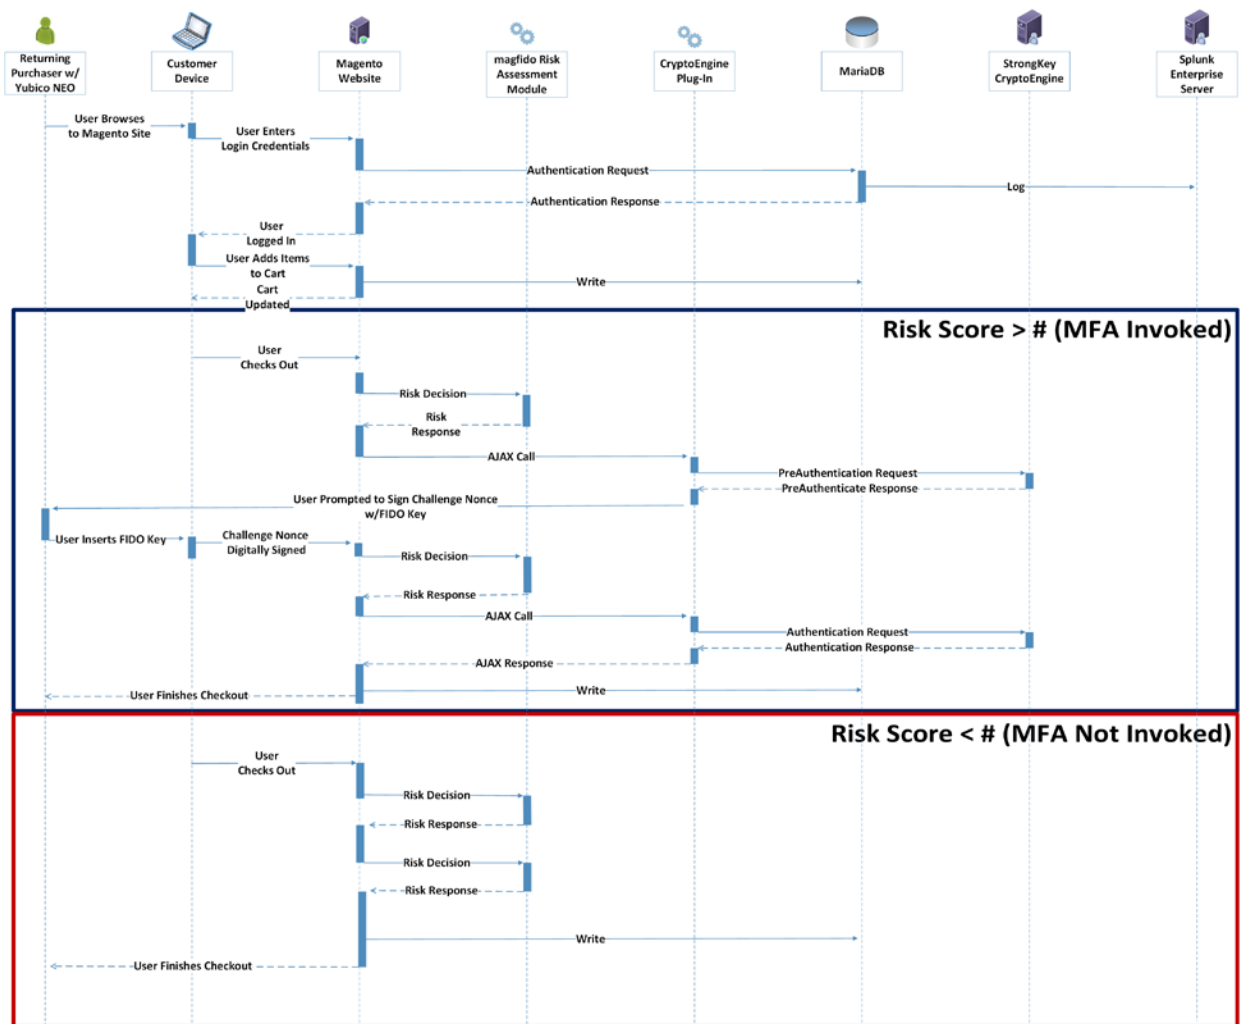 Returning
Purchaser w/
Yubico NEO
Customer
Device
Magento
Website
magfido Risk
Assessment
Module
CryptoEngine
Plug-In
MariaDB
StrongKey
CryptoEngine
Splunk
Enterprise
Server
User Browses
to Magento Site
User Enters
Login Credentials
Authentication Request
Log
Authentication Response
User
Logged In
User Adds Items
to Cart
Write
Cart
Updated
Risk Score > # (MFA Invoked)
User
Checks Out
Risk Decision
Risk
Response
AJAX Call
PreAuthentication Request
PreAuthenticate Response
User Prompted to Sign Challenge Nonce
w/FIDO Key
User Inserts FIDO Key
Challenge Nonce
Digitally Signed
Risk Decision
Risk Response
AJAX Call
Authentication Request
Authentication Response
AJAX Response
Write
User Finishes Checkout
Risk Score < # (MFA Not Invoked)
User
Checks Out
Risk Decision
Risk Response
Risk Decision
Risk Response
Write
User Finishes Checkout